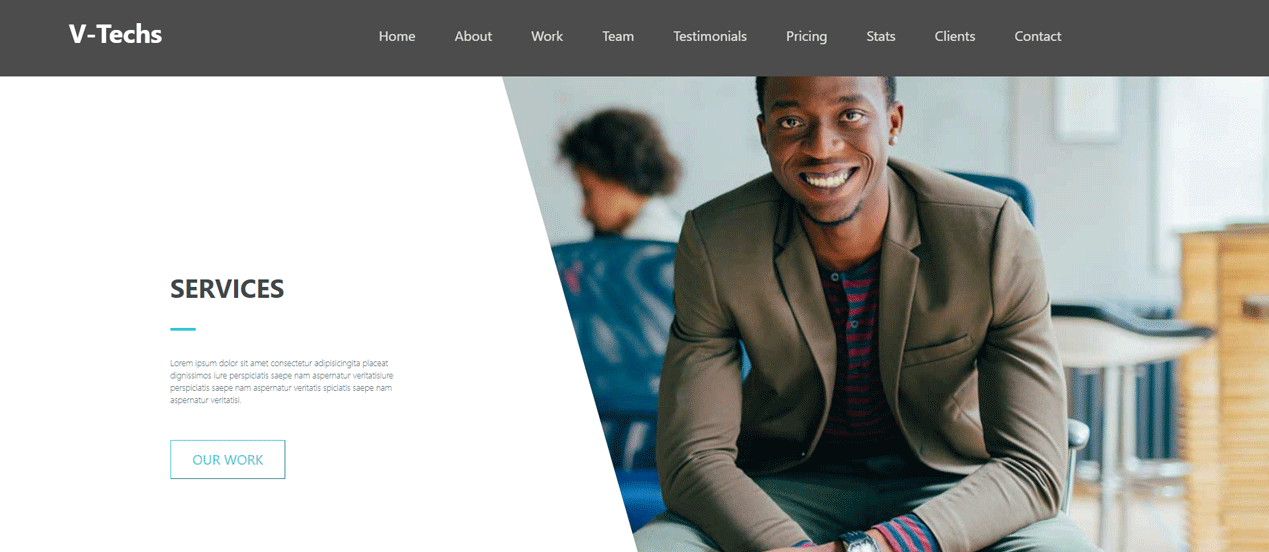 V-Techs
Home About Work Team Testimonials Pricing Stats Clients Contact
SERVICES
Lorem ipsum dolor sit amet consectetur adipisicingita placeat
dignissimos iure perspiciatis saepe nam aspernatur veritatisiure
perspiciatis saepe nam aspernatur veritatis spiciatis saepe nam
aspernatur veritatisi.
OUR WORK